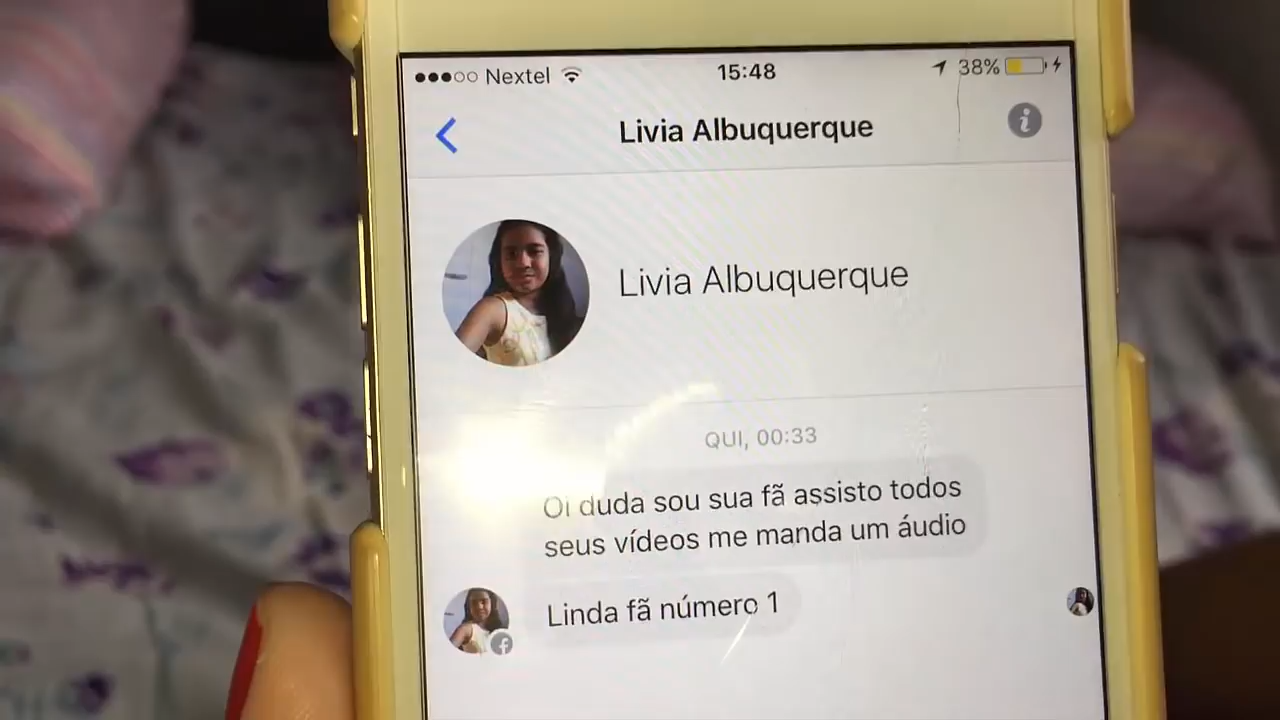 Nextel 15:48 38%
Livia Albuquerque
Livia Albuquerque
QUI, 00:33
Oi duda sou sua fã assisto todos
seus vídeos me manda um áudio
Linda fã número 1